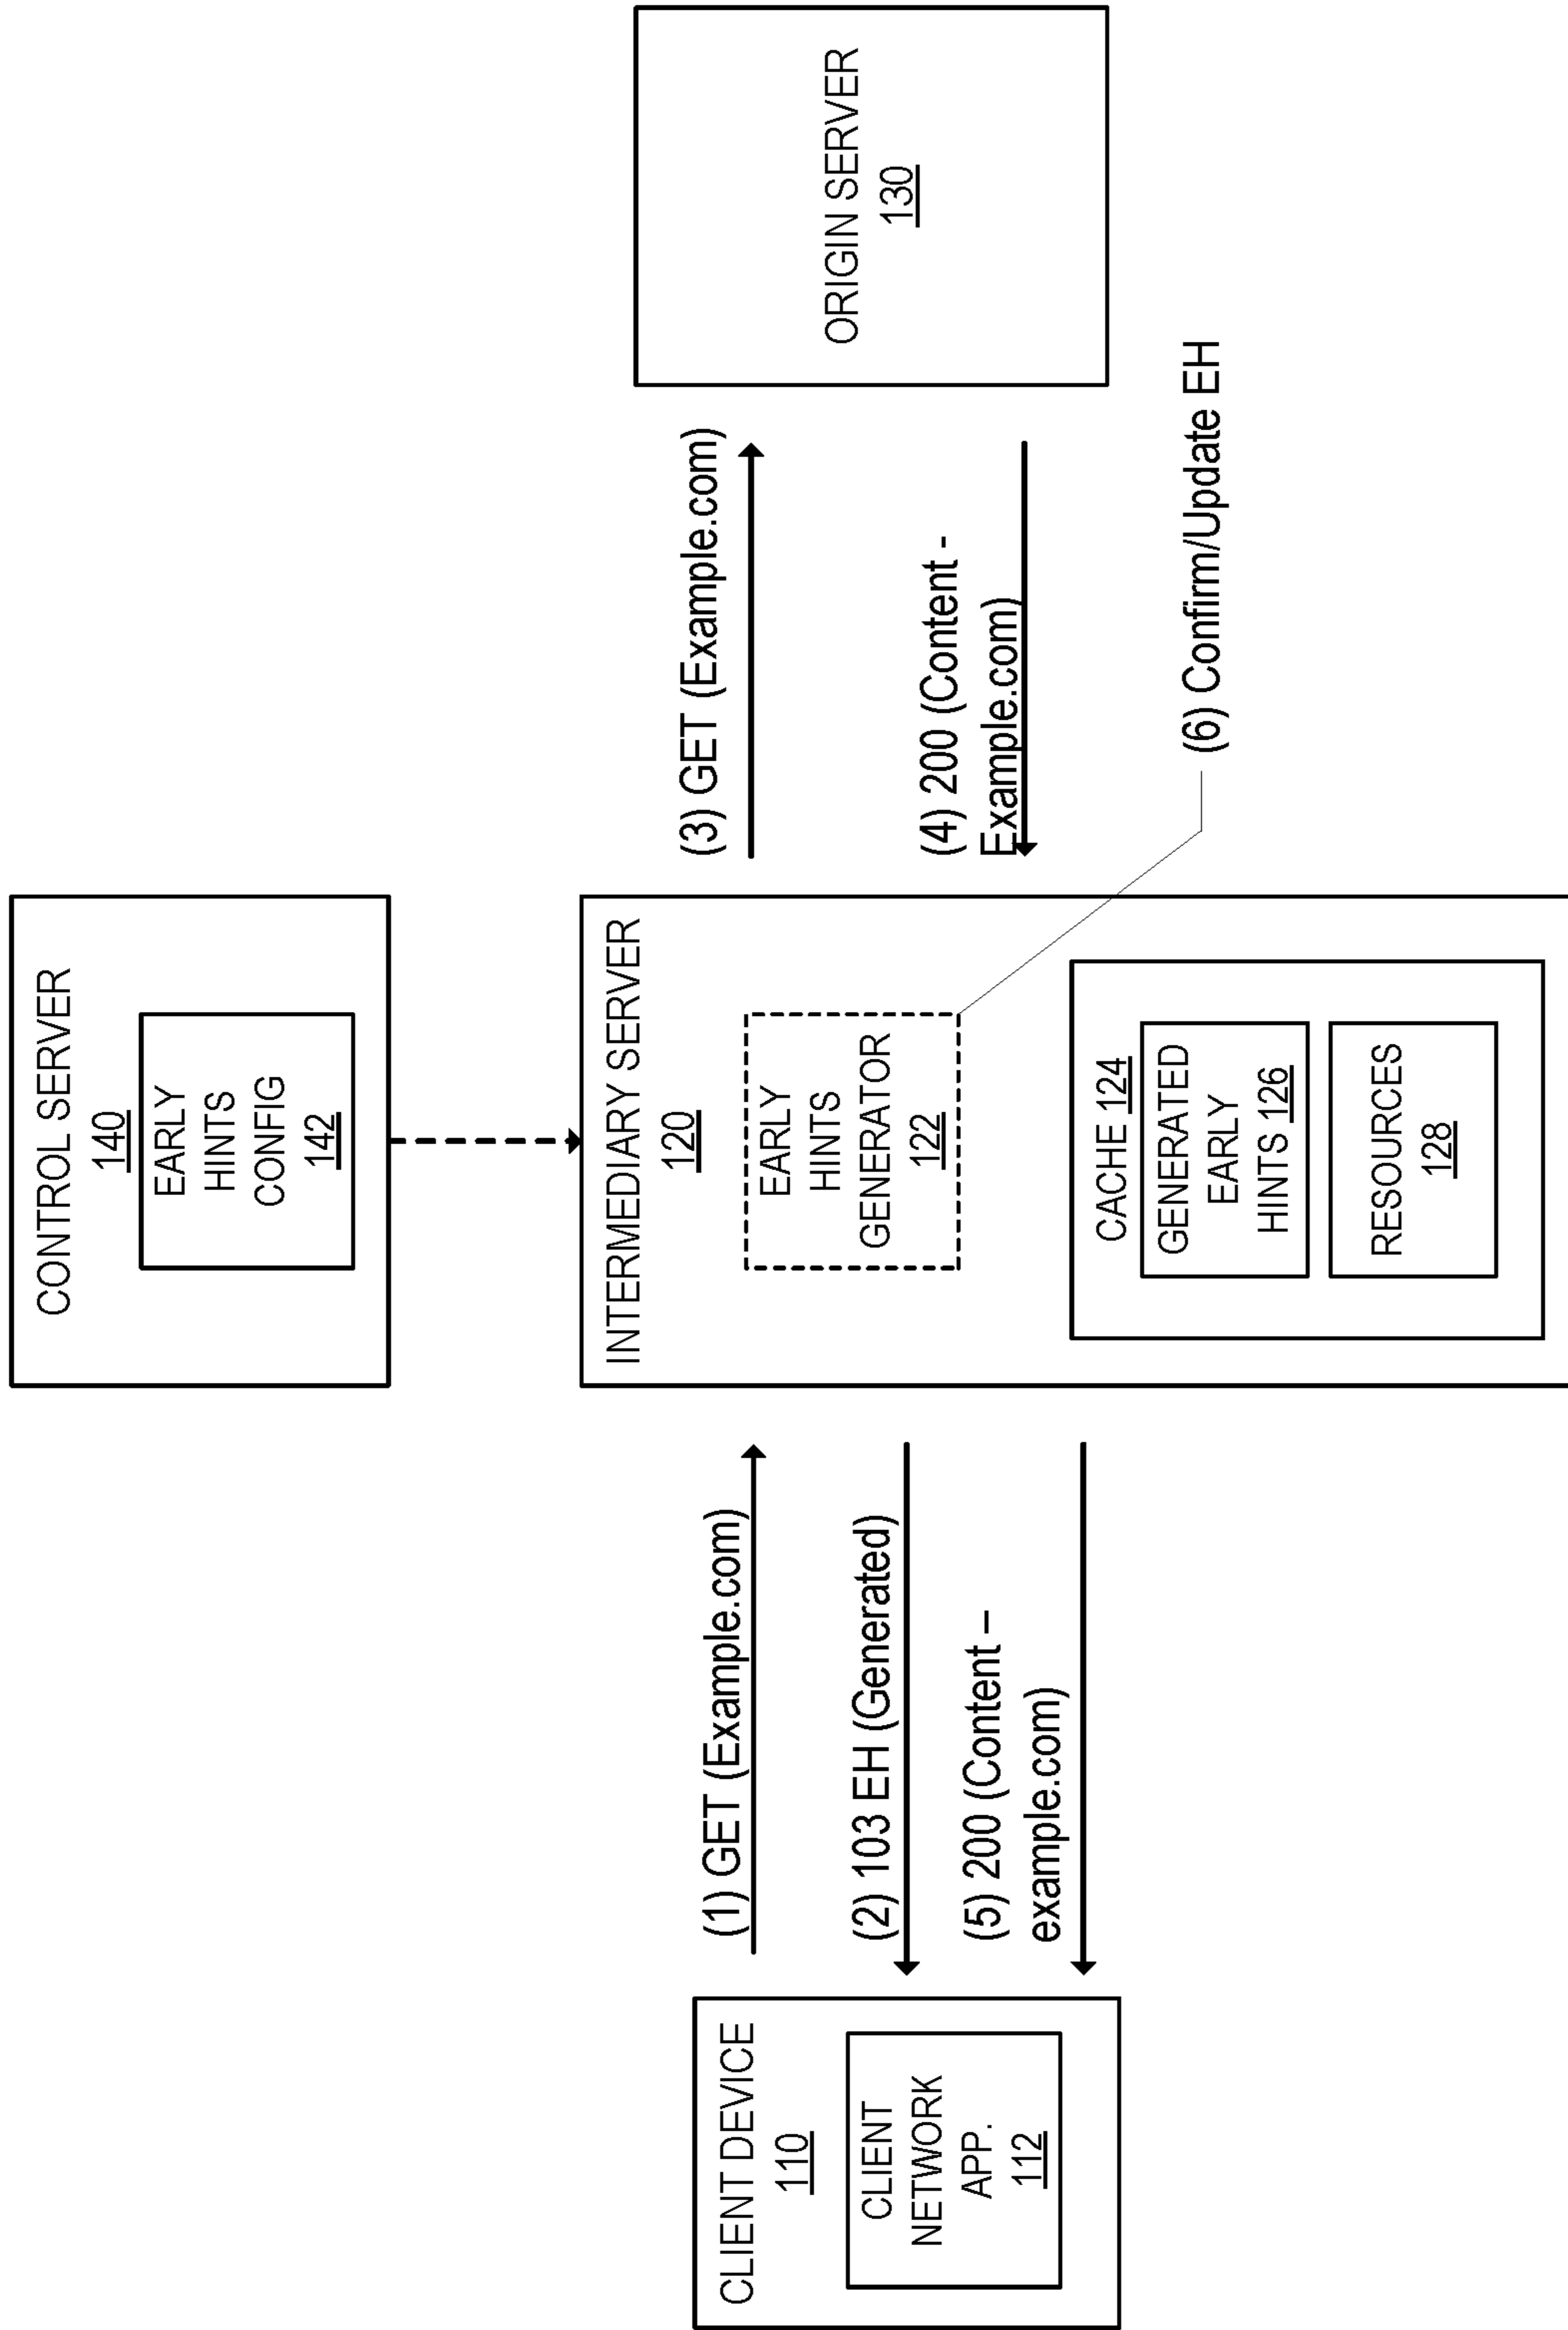 CONTROL SERVER
140
EARLY
HINTS
CONFIG
142
CLIENT DEVICE
110
CLIENT
NETWORK
APP.
112
(1) GET (Example.com)
(2) 103 EH (Generated)
(5) 200 (Content –
example.com)
INTERMEDIARY SERVER
120
EARLY
HINTS
GENERATOR
122
CACHE 124
GENERATED
EARLY
HINTS 126
RESOURCES
128
(3) GET (Example.com)
(4) 200 (Content -
Example.com)
(6) Confirm/Update EH
ORIGIN SERVER
130